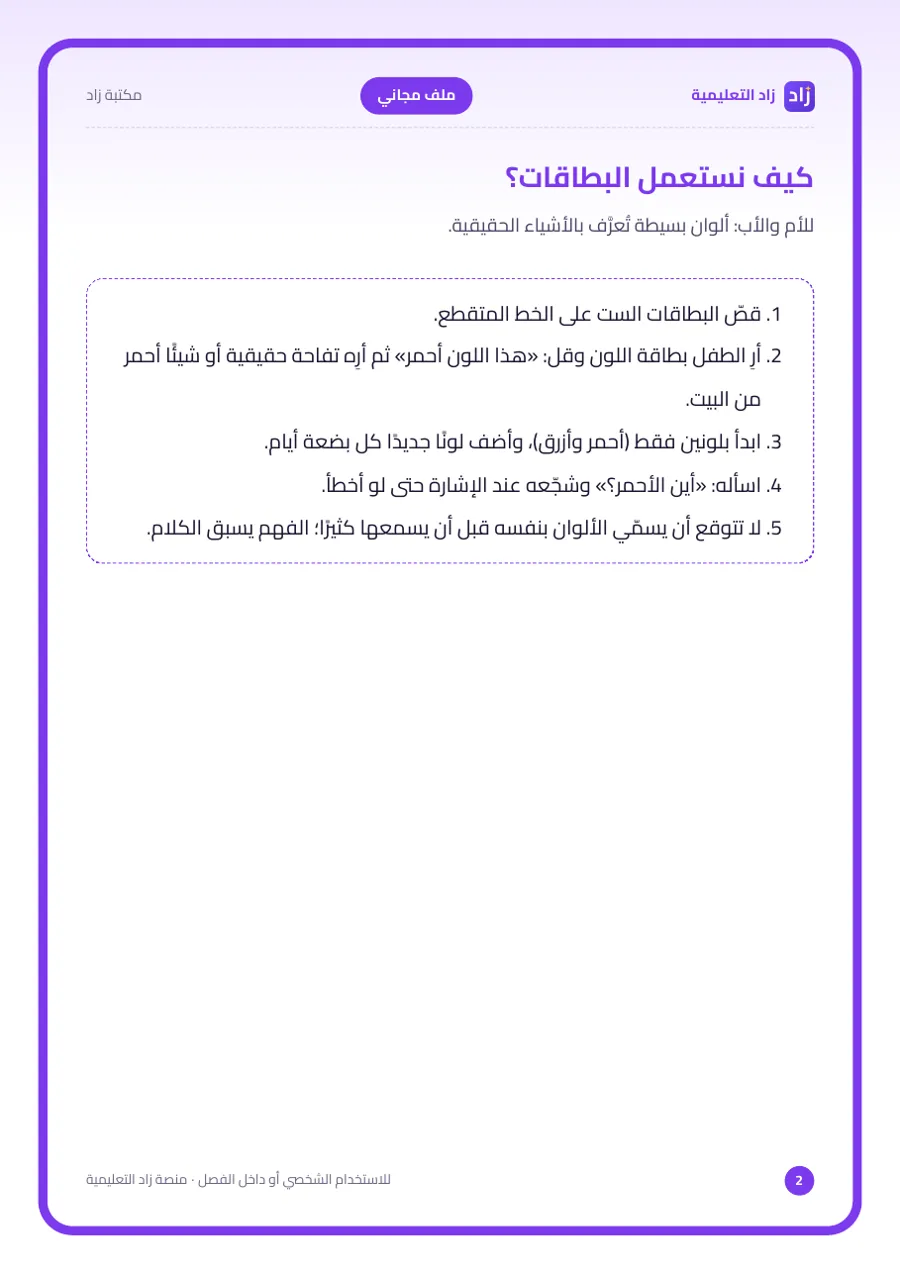 زاد زاد التعليمية
ملف مجاني
مكتبة زاد
كيف نستعمل البطاقات؟
للأم والأب: ألوان بسيطة تُعرَّف بالأشياء الحقيقية.
1. قصّ البطاقات الست على الخط المتقطع.
2. أرِ الطفل بطاقة اللون وقل: «هذا اللون أحمر» ثم أرِه تفاحة حقيقية أو شيئًا أحمر
من البيت.
3. ابدأ بلونين فقط (أحمر وأزرق)، وأضف لونًا جديدًا كل بضعة أيام.
4. اسأله: «أين الأحمر؟» وشجّعه عند الإشارة حتى لو أخطأ.
5. لا تتوقع أن يسمّي الألوان بنفسه قبل أن يسمعها كثيرًا؛ الفهم يسبق الكلام.
2
للاستخدام الشخصي أو داخل الفصل · منصة زاد التعليمية